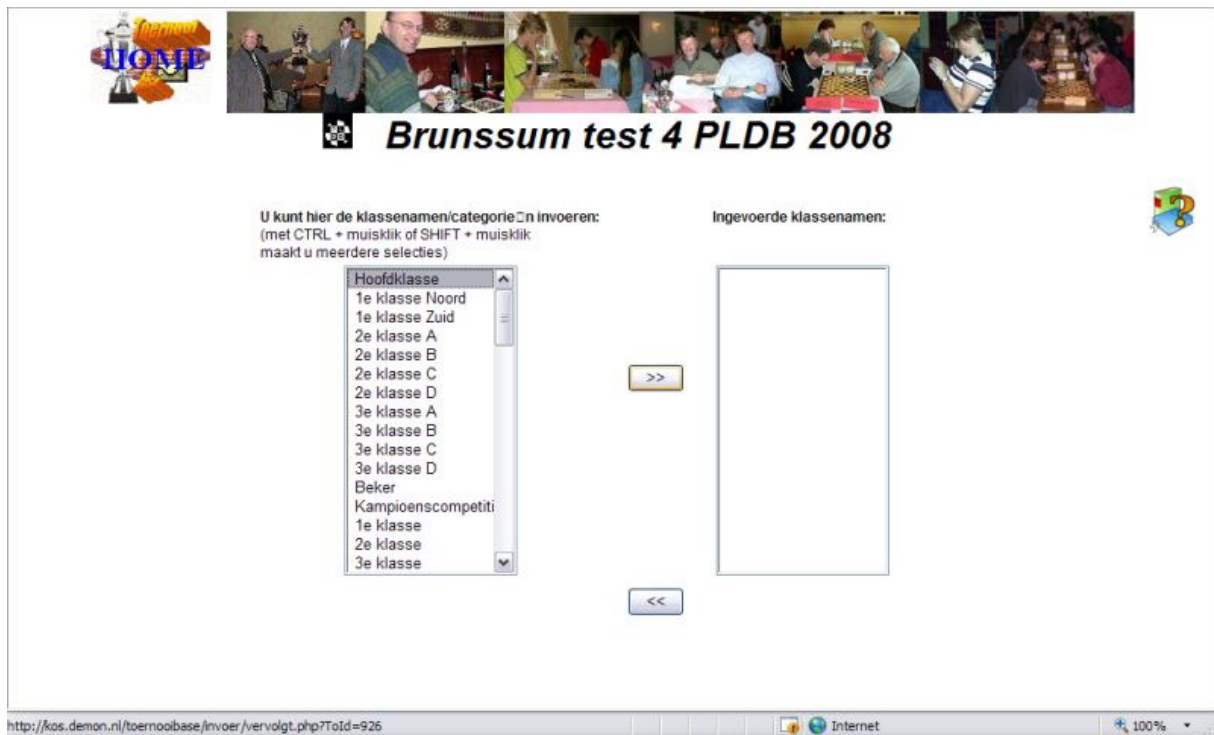 Toernooi
HOME
Brunssum test 4 PLDB 2008
U kunt hier de klassenamen/categorie▯n invoeren:
(met CTRL + muisklik of SHIFT + muisklik
maakt u meerdere selecties)
Ingevoerde klassenamen:
Hoofdklasse
1e klasse Noord
1e klasse Zuid
2e klasse A
2e klasse B
2e klasse C
2e klasse D
3e klasse A
3e klasse B
3e klasse C
3e klasse D
Beker
Kampioenscompetiti
1e klasse
2e klasse
3e klasse
>>
<<
http://kos.demon.nl/toernooibase/invoer/vervolgt.php?ToId=926
Internet
100%